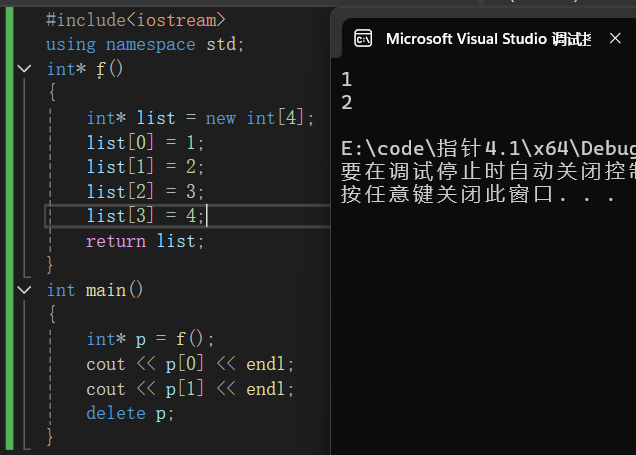 #include<iostream>
using namespace std;
int* f()
{
    int* list = new int[4];
    list[0] = 1;
    list[1] = 2;
    list[2] = 3;
    list[3] = 4;
    return list;
}
int main()
{
    int* p = f();
    cout << p[0] << endl;
    cout << p[1] << endl;
    delete p;
}
Microsoft Visual Studio 调试
1
2
E:\code\指针4.1\x64\Debug
要在调试停止时自动关闭控制
按任意键关闭此窗口. . .